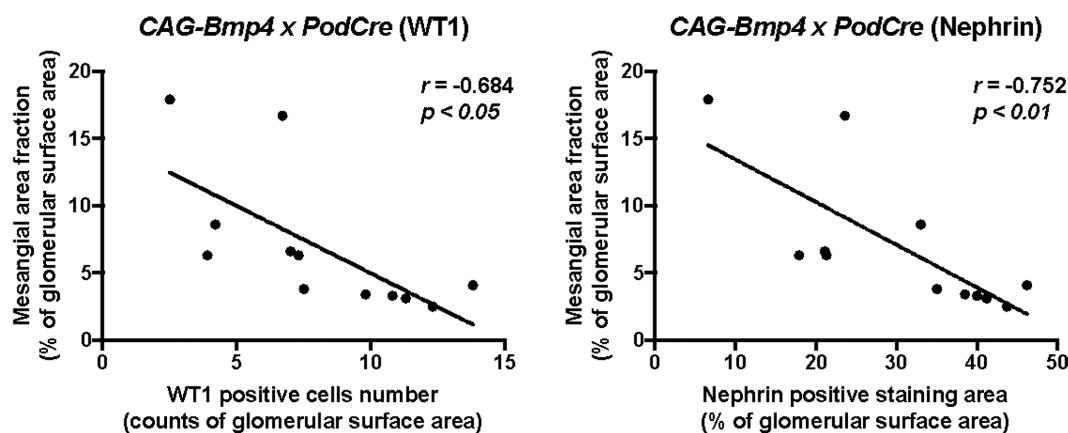 CAG-Bmp4 x PodCre (WT1)
Mesangial area fraction
(% of glomerular surface area)
20
15
10
5
0
r = -0.684
p < 0.05
0 5 10 15
WT1 positive cells number
(counts of glomerular surface area)
CAG-Bmp4 x PodCre (Nephrin)
Mesangial area fraction
(% of glomerular surface area)
20
15
10
5
0
r = -0.752
p < 0.01
0 10 20 30 40 50
Nephrin positive staining area
(% of glomerular surface area)